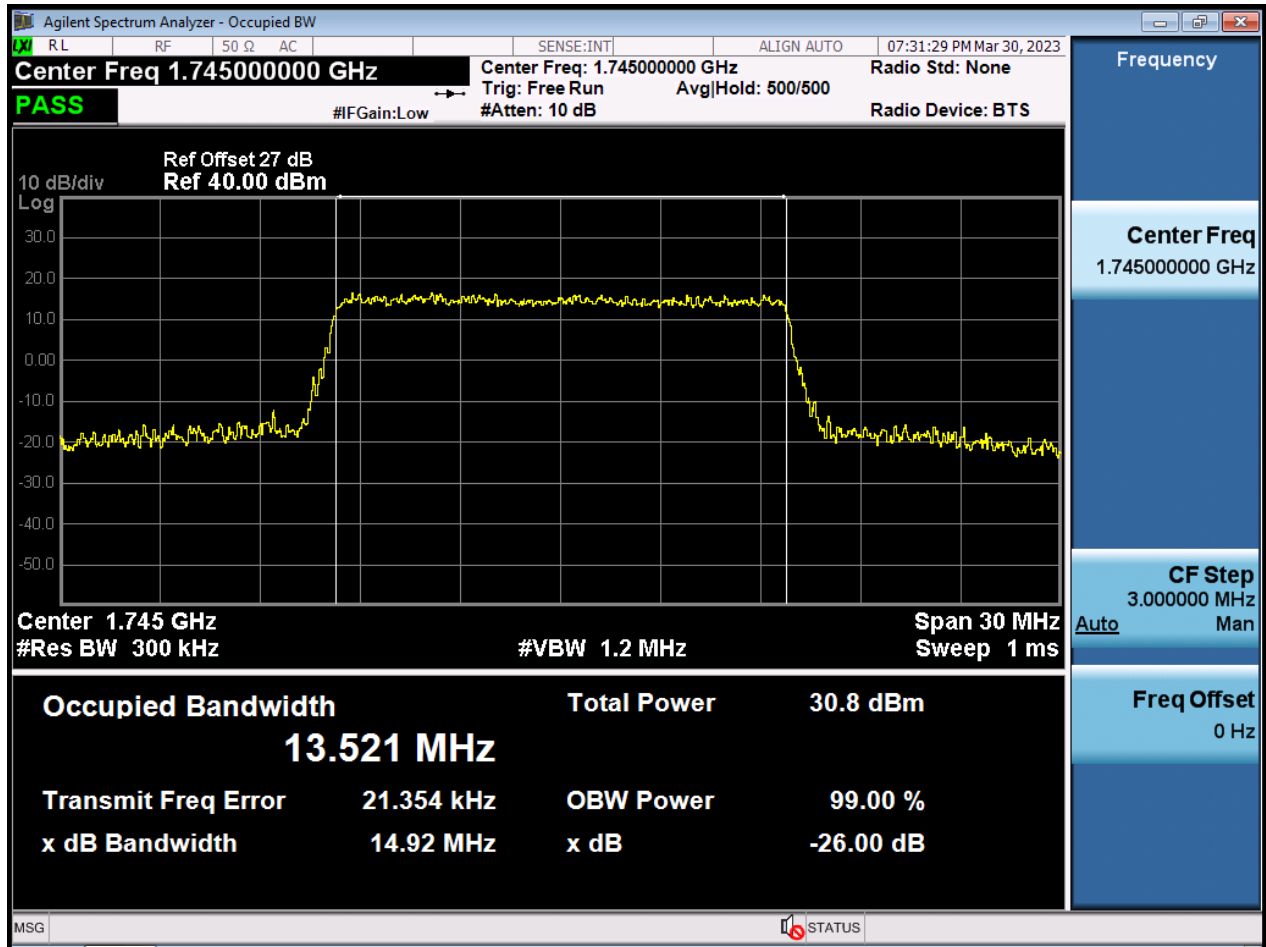 Agilent Spectrum Analyzer - Occupied BW
LXI RL RF 50 Ω AC SENSE:INT ALIGN AUTO 07:31:29 PM Mar 30, 2023
Center Freq 1.745000000 GHz
PASS
#IFGain:Low
Center Freq: 1.745000000 GHz
Trig: Free Run Avg|Hold: 500/500
#Atten: 10 dB
Radio Std: None
Radio Device: BTS
Ref Offset 27 dB
10 dB/div Ref 40.00 dBm
Log
30.0
20.0
10.0
0.00
-10.0
-20.0
-30.0
-40.0
-50.0
Center 1.745 GHz Span 30 MHz
#Res BW 300 kHz #VBW 1.2 MHz Sweep 1 ms
Occupied Bandwidth Total Power 30.8 dBm
13.521 MHz
Transmit Freq Error 21.354 kHz OBW Power 99.00 %
x dB Bandwidth 14.92 MHz x dB -26.00 dB
MSG STATUS
Frequency
Center Freq
1.745000000 GHz
CF Step
3.000000 MHz
Auto Man
Freq Offset
0 Hz